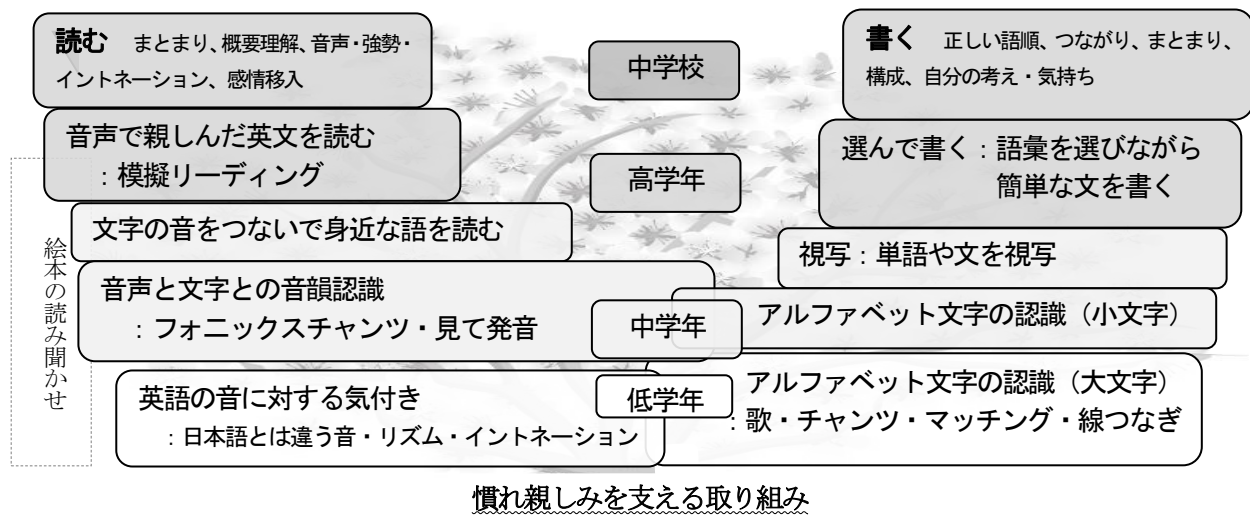 読む まとまり、概要理解、音声・強勢・
イントネーション、感情移入
音声で親しんだ英文を読む
：模擬リーディング
文字の音をつないで身近な語を読む
音声と文字との音韻認識
：フォニックスチャンツ・見て発音
英語の音に対する気付き
：日本語とは違う音・リズム・イントネーション
絵本の読み聞かせ
中学校
高学年
中学年
低学年
書く 正しい語順、つながり、まとまり、
構成、自分の考え・気持ち
選んで書く：語彙を選びながら
簡単な文を書く
視写：単語や文を視写
アルファベット文字の認識（小文字）
アルファベット文字の認識（大文字）
：歌・チャンツ・マッチング・線つなぎ
慣れ親しみを支える取り組み